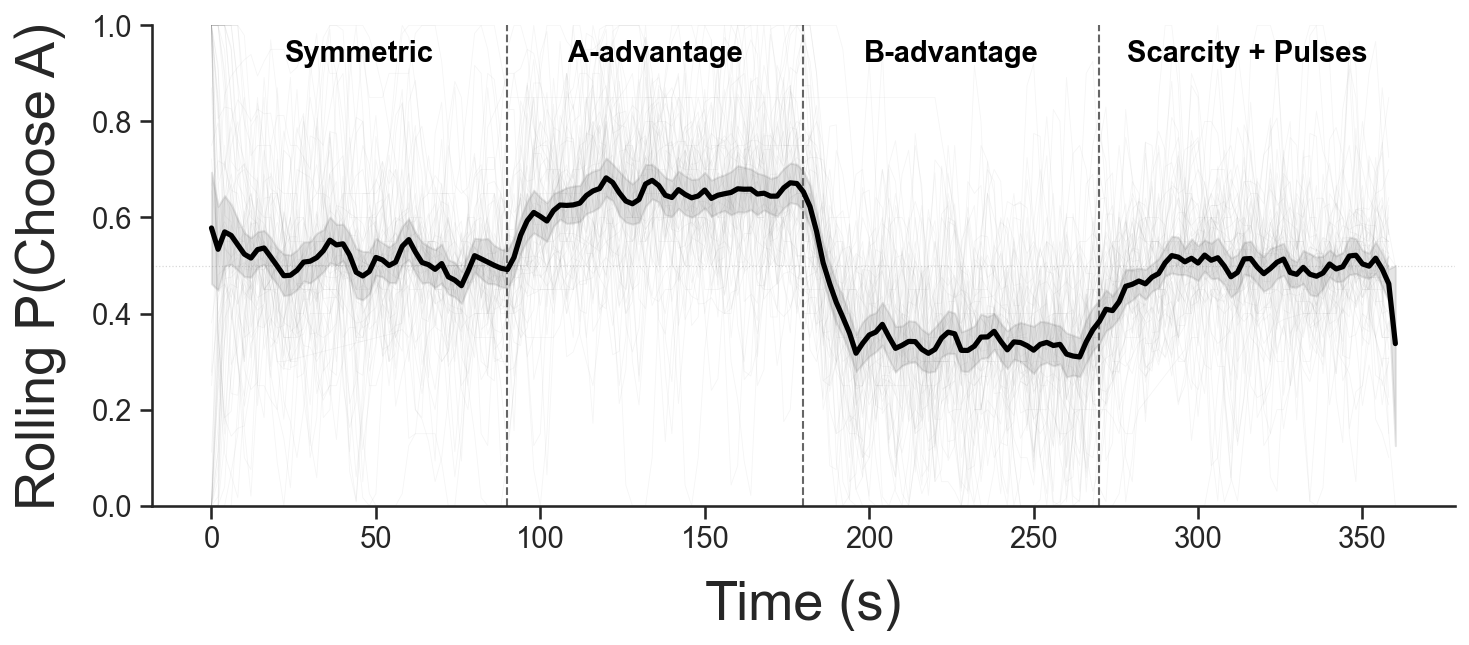 Rolling P(Choose A)
1.0
0.8
0.6
0.4
0.2
0.0
Symmetric A-advantage B-advantage Scarcity + Pulses
0 50 100 150 200 250 300 350
Time (s)